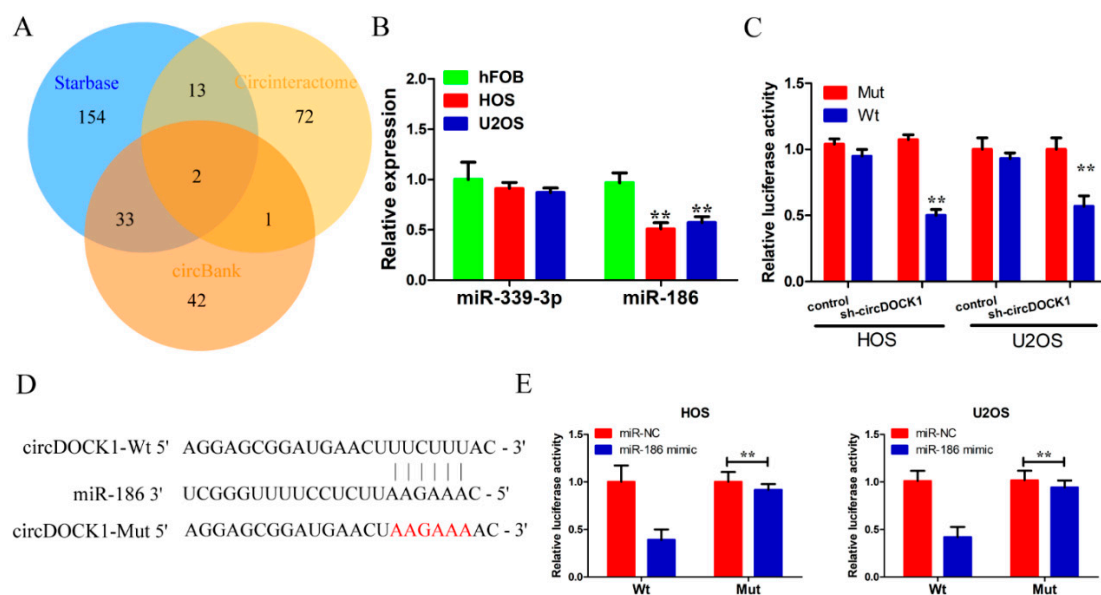 A
Starbase
Circinteractome
154
13
72
2
33
1
circBank
42
B
hFOB
HOS
U2OS
Relative expression
2.0
1.5
1.0
0.5
0.0
**
**
miR-339-3p
miR-186
C
Mut
Wt
Relative luciferase activity
1.5
1.0
0.5
0.0
**
**
control
sh-circDOCK1
control
sh-circDOCK1
HOS
U2OS
D
circDOCK1-Wt 5' AGGAGCGGAUGAACUUUCUUUAC - 3'
miR-186 3' UCGGGUUUUCCUCUUAAGAAAC - 5'
circDOCK1-Mut 5' AGGAGCGGAUGAACUAAGAAAAC - 3'
E
HOS
miR-NC
miR-186 mimic
**
Relative luciferase activity
1.5
1.0
0.5
0.0
Wt
Mut
U2OS
miR-NC
miR-186 mimic
**
Relative luciferase activity
1.5
1.0
0.5
0.0
Wt
Mut